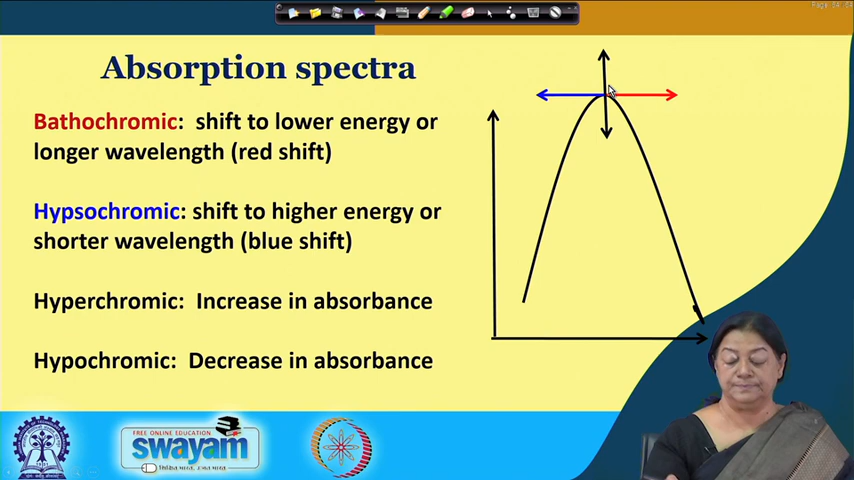 Absorption spectra
Bathochromic: shift to lower energy or
longer wavelength (red shift)
Hypsochromic: shift to higher energy or
shorter wavelength (blue shift)
Hyperchromic: Increase in absorbance
Hypochromic: Decrease in absorbance
FREE ONLINE EDUCATION
swayam